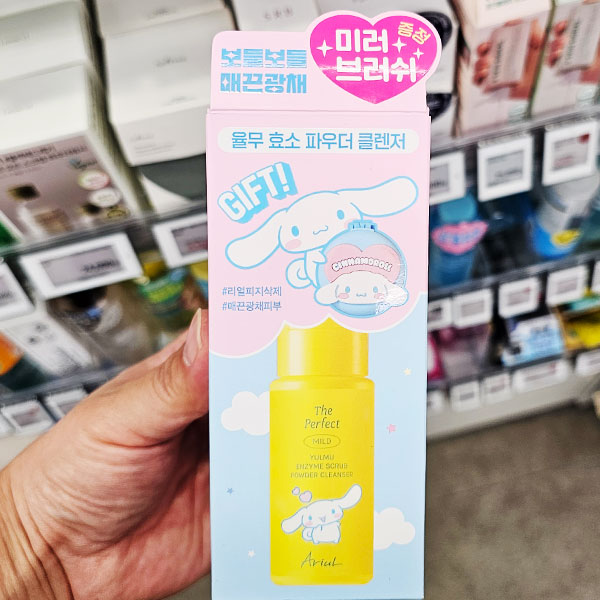 보들보들
매끈광채
미러
증정
브러쉬
율무 효소 파우더 클렌저
GIFT!
CINNAMOROLL
#리얼피지삭제
#매끈광채피부
The
Perfect
MILD
YULMU
ENZYME SCRUB
POWDER CLEANSER
Ariul